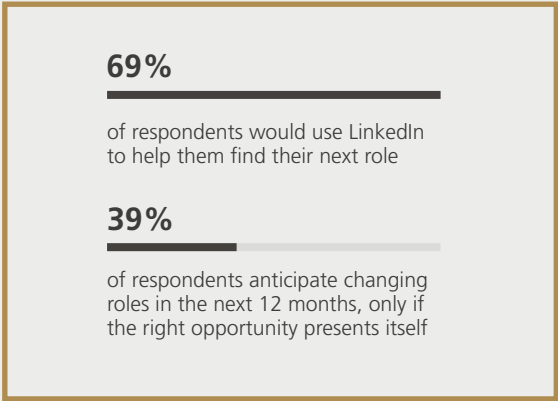 69%
of respondents would use LinkedIn
to help them find their next role
39%
of respondents anticipate changing
roles in the next 12 months, only if
the right opportunity presents itself